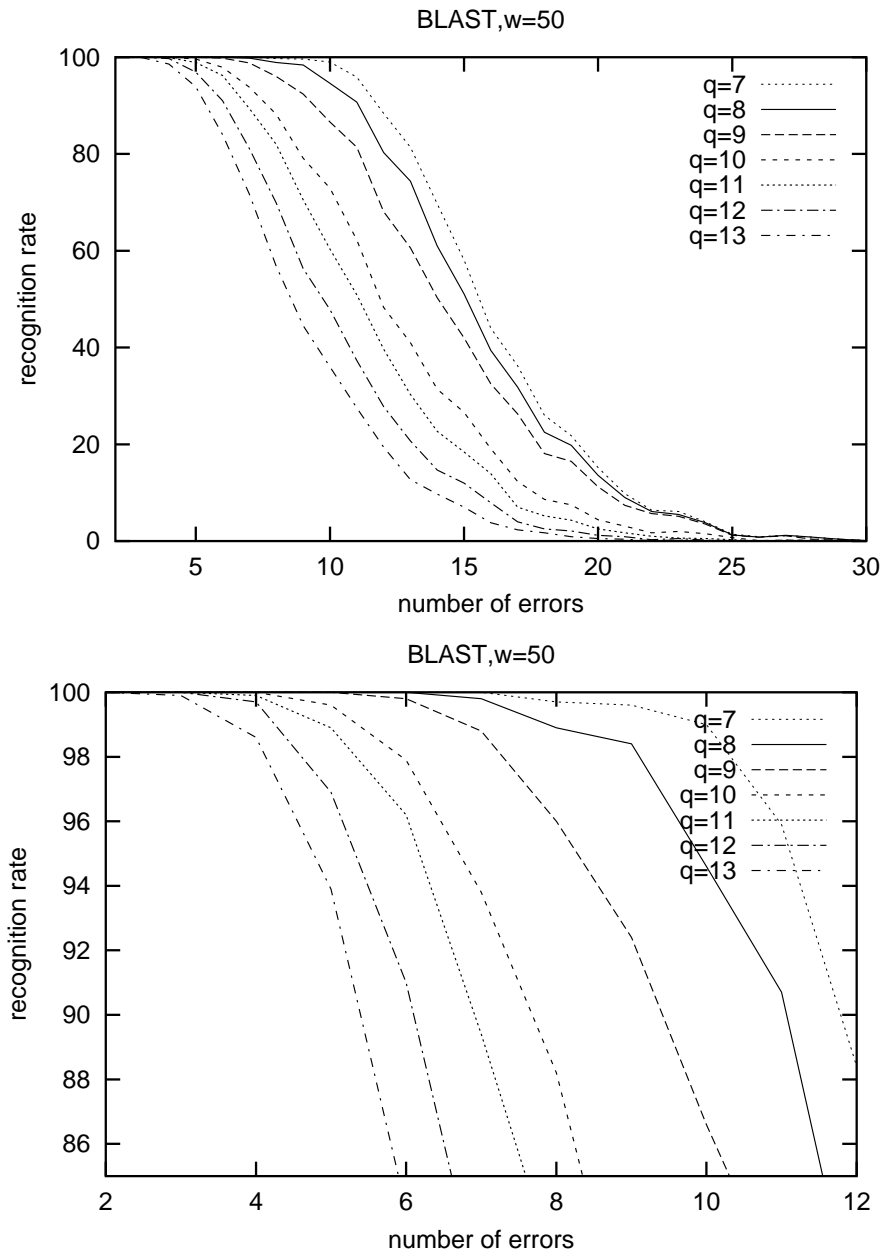 BLAST,w=50
100
80
60
40
20
0
recognition rate
q=7
q=8
q=9
q=10
q=11
q=12
q=13
5 10 15 20 25 30
number of errors
BLAST,w=50
100
98
96
94
92
90
88
86
recognition rate
q=7
q=8
q=9
q=10
q=11
q=12
q=13
2 4 6 8 10 12
number of errors